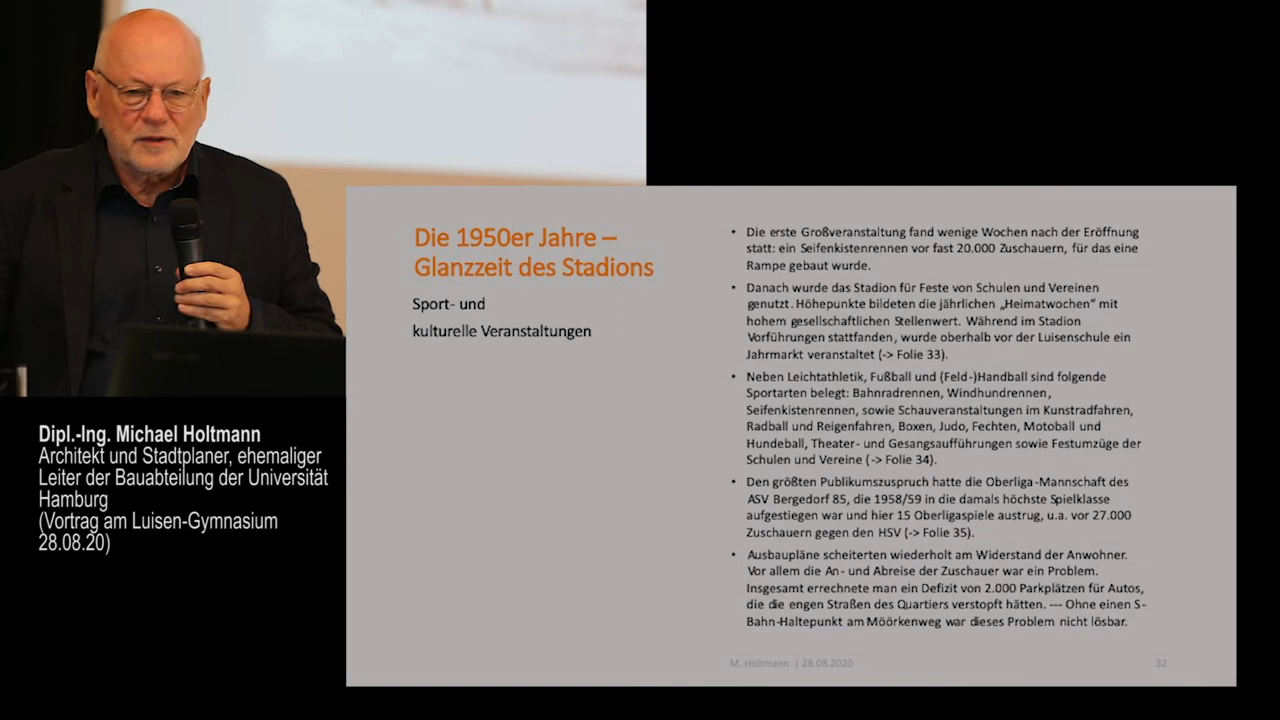 Die 1950er Jahre –
Glanzzeit des Stadions
Sport- und
kulturelle Veranstaltungen
• Die erste Großveranstaltung fand wenige Wochen nach der Eröffnung
statt: ein Seifenkistenrennen vor fast 20.000 Zuschauern, für das eine
Rampe gebaut wurde.
• Danach wurde das Stadion für Feste von Schulen und Vereinen
genutzt. Höhepunkte bildeten die jährlichen „Heimatwochen“ mit
hohem gesellschaftlichen Stellenwert. Während im Stadion
Vorführungen stattfanden, wurde oberhalb vor der Luisenschule ein
Jahrmarkt veranstaltet (-> Folie 33).
• Neben Leichtathletik, Fußball und (Feld-)Handball sind folgende
Sportarten belegt: Bahnradrennen, Windhundrennen,
Seifenkistenrennen, sowie Schauveranstaltungen im Kunstradfahren,
Radball und Reigenfahren, Boxen, Judo, Fechten, Motoball und
Hundeball, Theater- und Gesangsaufführungen sowie Festumzüge der
Schulen und Vereine (-> Folie 34).
• Den größten Publikumszuspruch hatte die Oberliga-Mannschaft des
ASV Bergedorf 85, die 1958/59 in die damals höchste Spielklasse
aufgestiegen war und hier 15 Oberligaspiele austrug, u.a. vor 27.000
Zuschauern gegen den HSV (-> Folie 35).
• Ausbaupläne scheiterten wiederholt am Widerstand der Anwohner.
Vor allem die An- und Abreise der Zuschauer war ein Problem.
Insgesamt errechnete man ein Defizit von 2.000 Parkplätzen für Autos,
die die engen Straßen des Quartiers verstopft hätten. --- Ohne einen S-
Bahn-Haltepunkt am Möörkenweg war dieses Problem nicht lösbar.
M. Holtmann | 28.08.2020
32
Dipl.-Ing. Michael Holtmann
Architekt und Stadtplaner, ehemaliger
Leiter der Bauabteilung der Universität
Hamburg
(Vortrag am Luisen-Gymnasium
28.08.20)